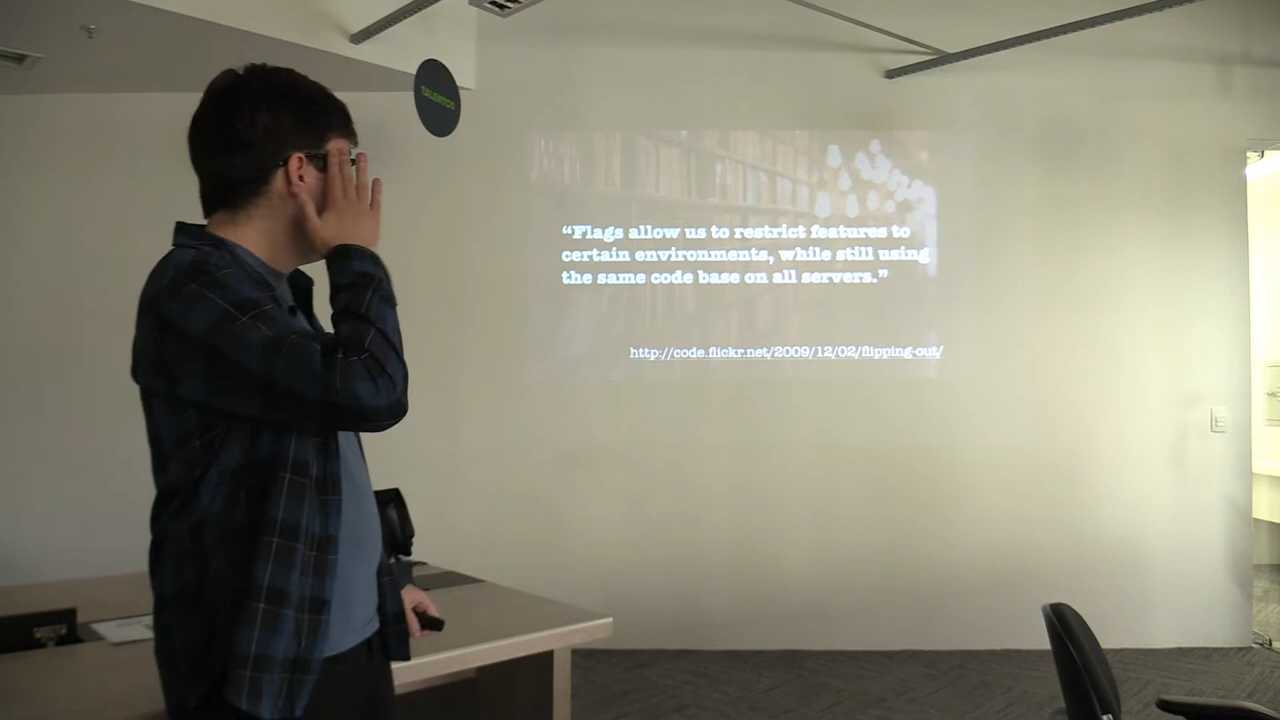 TALENTOS
“Flags allow us to restrict features to
certain environments, while still using
the same code base on all servers.”
http://code.flickr.net/2009/12/02/flipping-out/